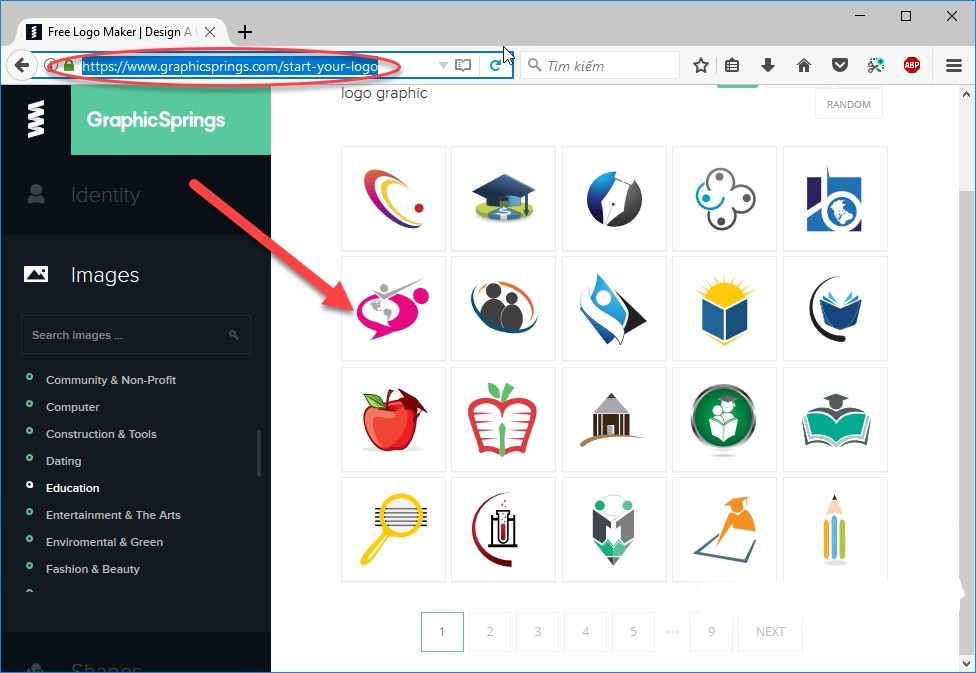 Free Logo Maker | Design A
https://www.graphicsprings.com/start-your-logo
Tìm kiếm
ABP
GraphicSprings
logo graphic
RANDOM
Identity
Images
Search images ...
Community & Non-Profit
Computer
Construction & Tools
Dating
Education
Entertainment & The Arts
Enviromental & Green
Fashion & Beauty
Shapes
1 2 3 4 5 ... 9 NEXT